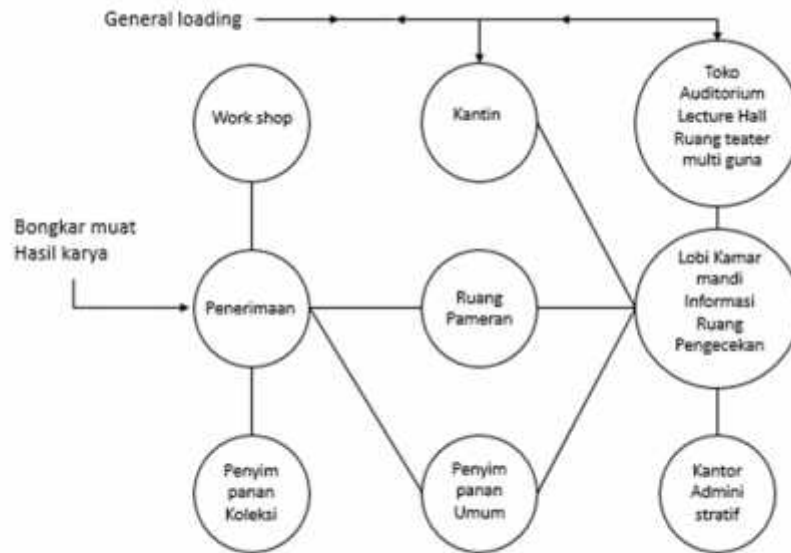 General loading
Work shop
Kantin
Toko
Auditorium
Lecture Hall
Ruang teater
multi guna
Bongkar muat
Hasil karya
Penerimaan
Ruang
Pameran
Lobi Kamar
mandi
Informasi
Ruang
Pengecekan
Penyim
panan
Koleksi
Penyim
panan
Umum
Kantor
Admini
stratif